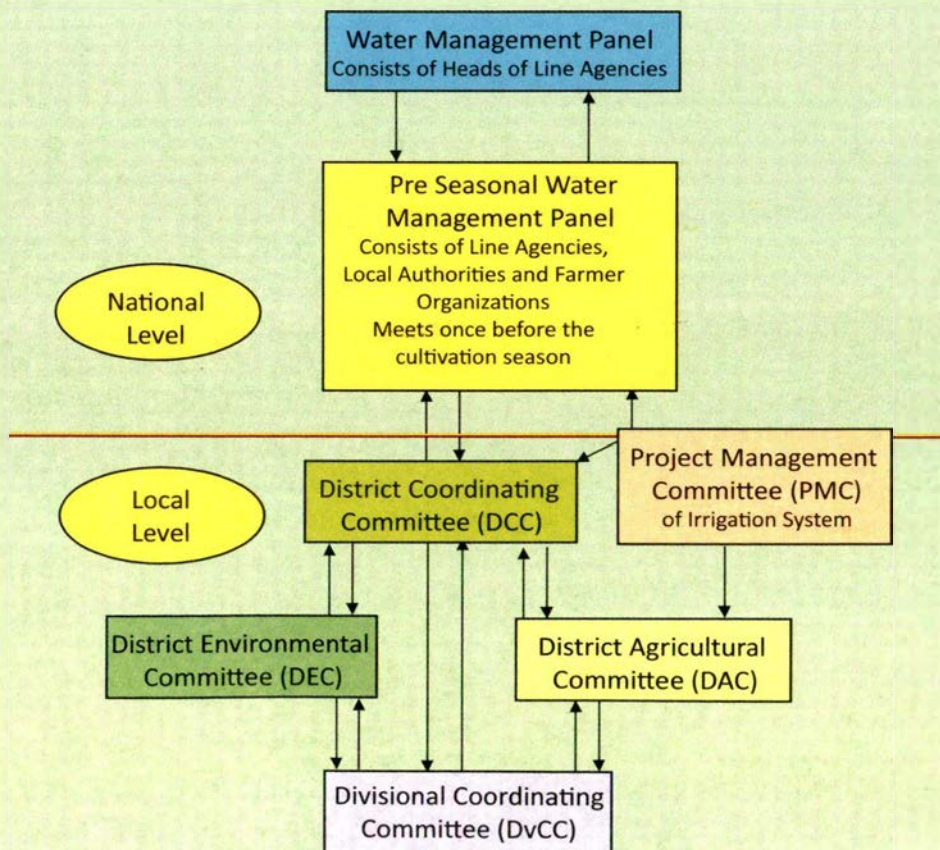 Water Management Panel
Consists of Heads of Line Agencies
Pre Seasonal Water
Management Panel
Consists of Line Agencies,
Local Authorities and Farmer
Organizations
Meets once before the
cultivation season
National
Level
Local
Level
District Coordinating
Committee (DCC)
Project Management
Committee (PMC)
of Irrigation System
District Environmental
Committee (DEC)
District Agricultural
Committee (DAC)
Divisional Coordinating
Committee (DvCC)